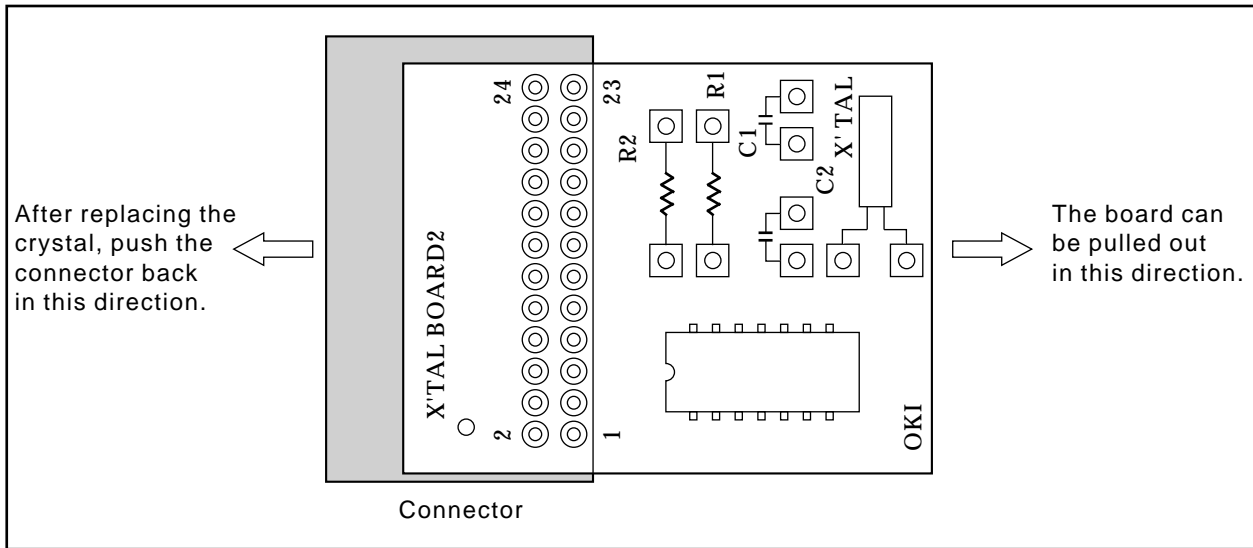 After replacing the
crystal, push the
connector back
in this direction.
24
23
2
1
X'TAL BOARD2
R2
R1
C1
C2
X' TAL
OKI
The board can
be pulled out
in this direction.
Connector